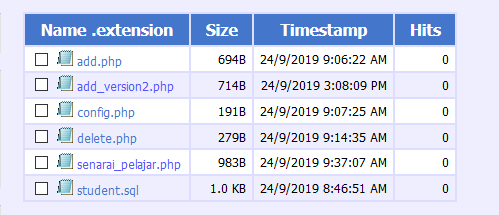 Name .extension Size Timestamp Hits
add.php 694B 24/9/2019 9:06:22 AM 0
add_version2.php 714B 24/9/2019 3:08:09 PM 0
config.php 191B 24/9/2019 9:07:25 AM 0
delete.php 279B 24/9/2019 9:14:35 AM 0
senarai_pelajar.php 983B 24/9/2019 9:37:07 AM 0
student.sql 1.0 KB 24/9/2019 8:46:51 AM 0